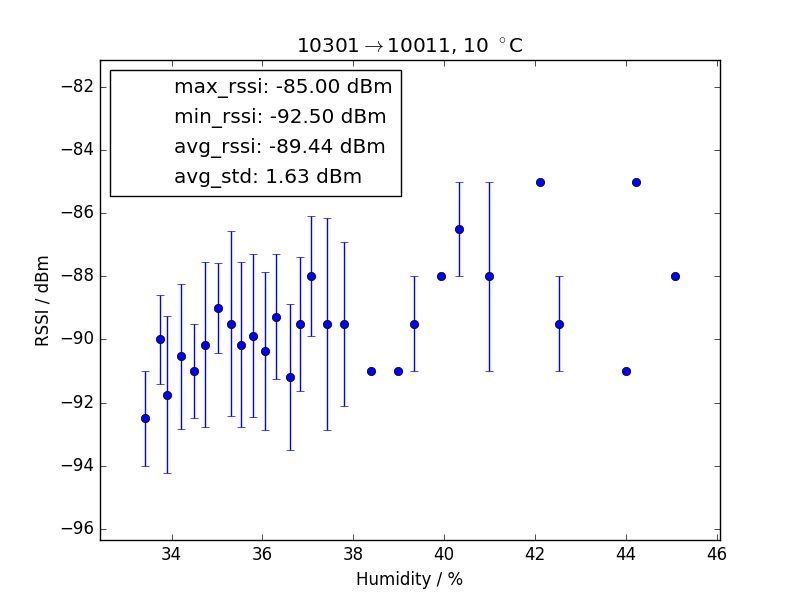 10301→10011, 10 °C
max_rssi: -85.00 dBm
min_rssi: -92.50 dBm
avg_rssi: -89.44 dBm
avg_std: 1.63 dBm
RSSI / dBm
−82
−84
−86
−88
−90
−92
−94
−96
34 36 38 40 42 44 46
Humidity / %